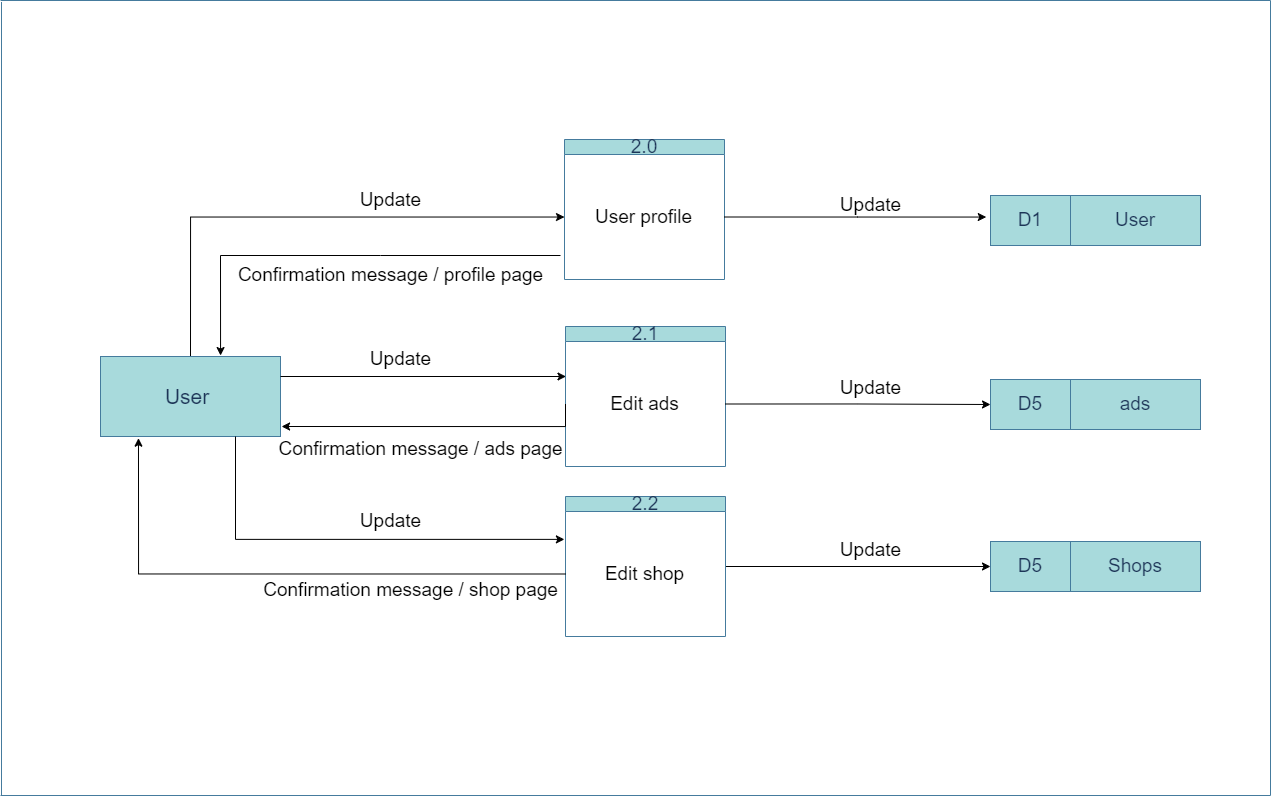 2.0
Update
User profile
Update
D1 User
Confirmation message / profile page
2.1
Update
User
Edit ads
Update
D5 ads
Confirmation message / ads page
2.2
Update
Edit shop
Update
D5 Shops
Confirmation message / shop page